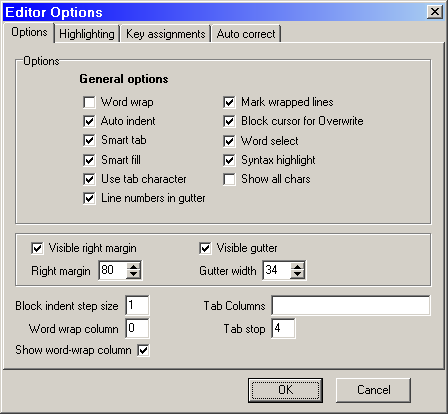 Editor Options
Options Highlighting Key assignments Auto correct
Options
General options
Word wrap Mark wrapped lines
Auto indent Block cursor for Overwrite
Smart tab Word select
Smart fill Syntax highlight
Use tab character Show all chars
Line numbers in gutter
Visible right margin Visible gutter
Right margin 80 Gutter width 34
Block indent step size 1 Tab Columns
Word wrap column 0 Tab stop 4
Show word-wrap column
OK Cancel